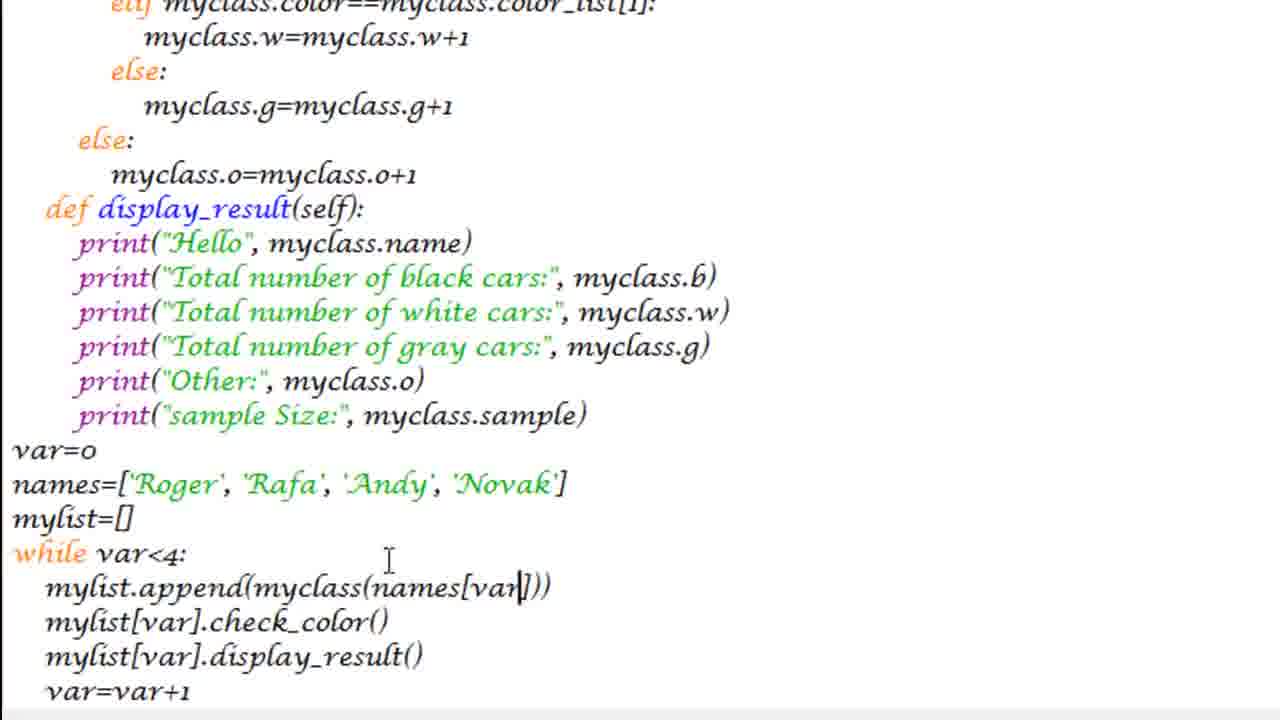 elif myclass.color==myclass.color_list[1]:
myclass.w=myclass.w+1
else:
myclass.g=myclass.g+1
else:
myclass.o=myclass.o+1
def display_result(self):
print("Hello", myclass.name)
print("Total number of black cars:", myclass.b)
print("Total number of white cars:", myclass.w)
print("Total number of gray cars:", myclass.g)
print("Other:", myclass.o)
print("sample Size:", myclass.sample)
var=0
names=['Roger', 'Rafa', 'Andy', 'Novak']
mylist=[]
while var<4:
mylist.append(myclass(names[var]))
mylist[var].check_color()
mylist[var].display_result()
var=var+1